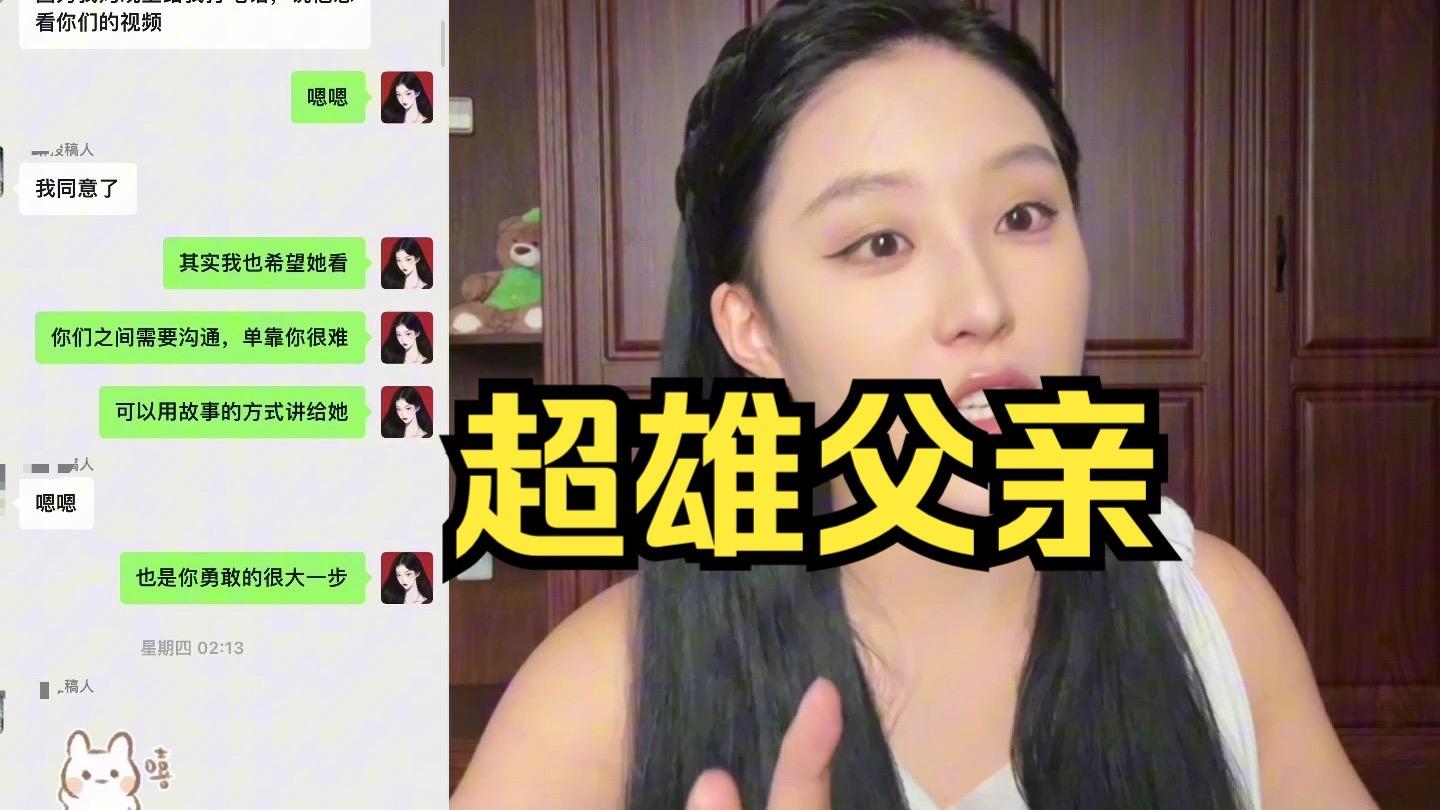 看你们的视频
嗯嗯
稿人
我同意了
其实我也希望她看
你们之间需要沟通，单靠你很难
可以用故事的方式讲给她
人
嗯嗯
也是你勇敢的很大一步
星期四 02:13
稿人
嘻
超雄父亲